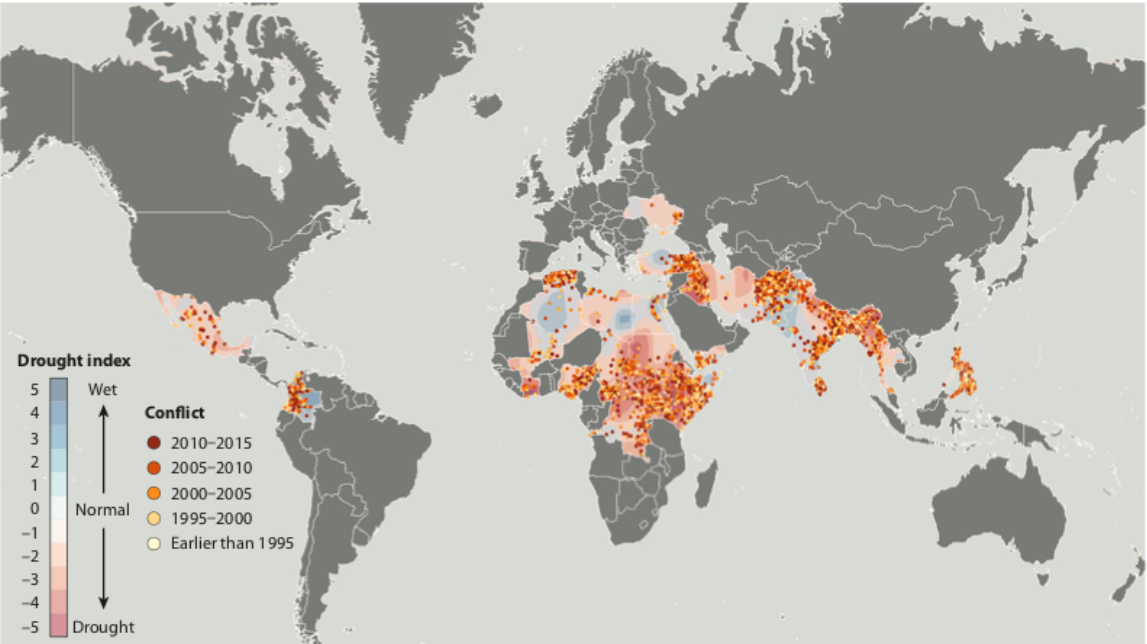 Drought index
5
Wet
4
3
2
1
0
Normal
−1
−2
−3
−4
−5
Drought
Conflict
2010–2015
2005–2010
2000–2005
1995–2000
Earlier than 1995